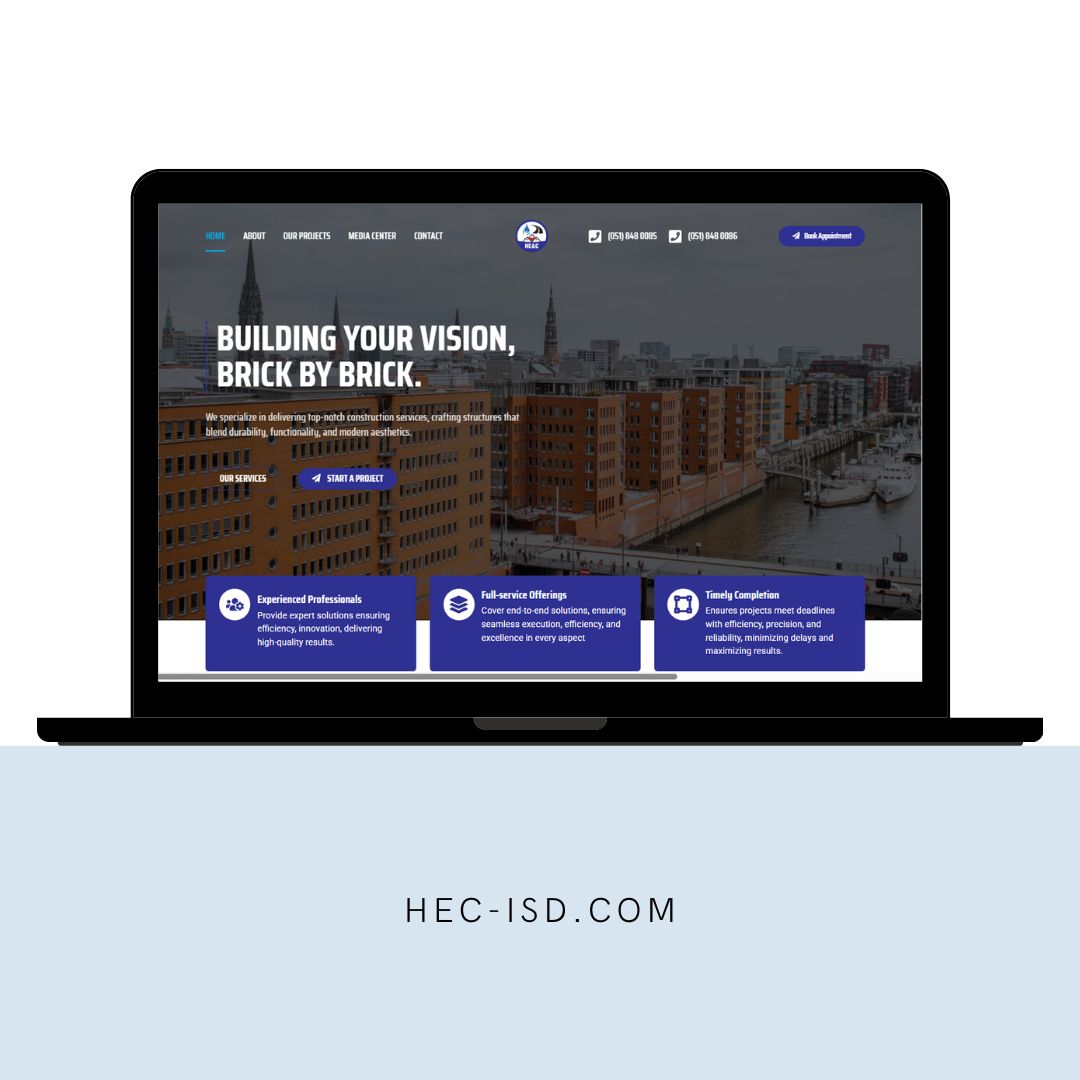 HOME ABOUT OUR PROJECTS MEDIA CENTER CONTACT HE&C (051) 848 0085 (051) 848 0086 Book Appointment
BUILDING YOUR VISION,
BRICK BY BRICK.
We specialize in delivering top-notch construction services, crafting structures that
blend durability, functionality, and modern aesthetics.
OUR SERVICES START A PROJECT
Experienced Professionals
Provide expert solutions ensuring
efficiency, innovation, delivering
high-quality results.
Full-service Offerings
Cover end-to-end solutions, ensuring
seamless execution, efficiency, and
excellence in every aspect
Timely Completion
Ensures projects meet deadlines
with efficiency, precision, and
reliability, minimizing delays and
maximizing results.
HEC-ISD.COM